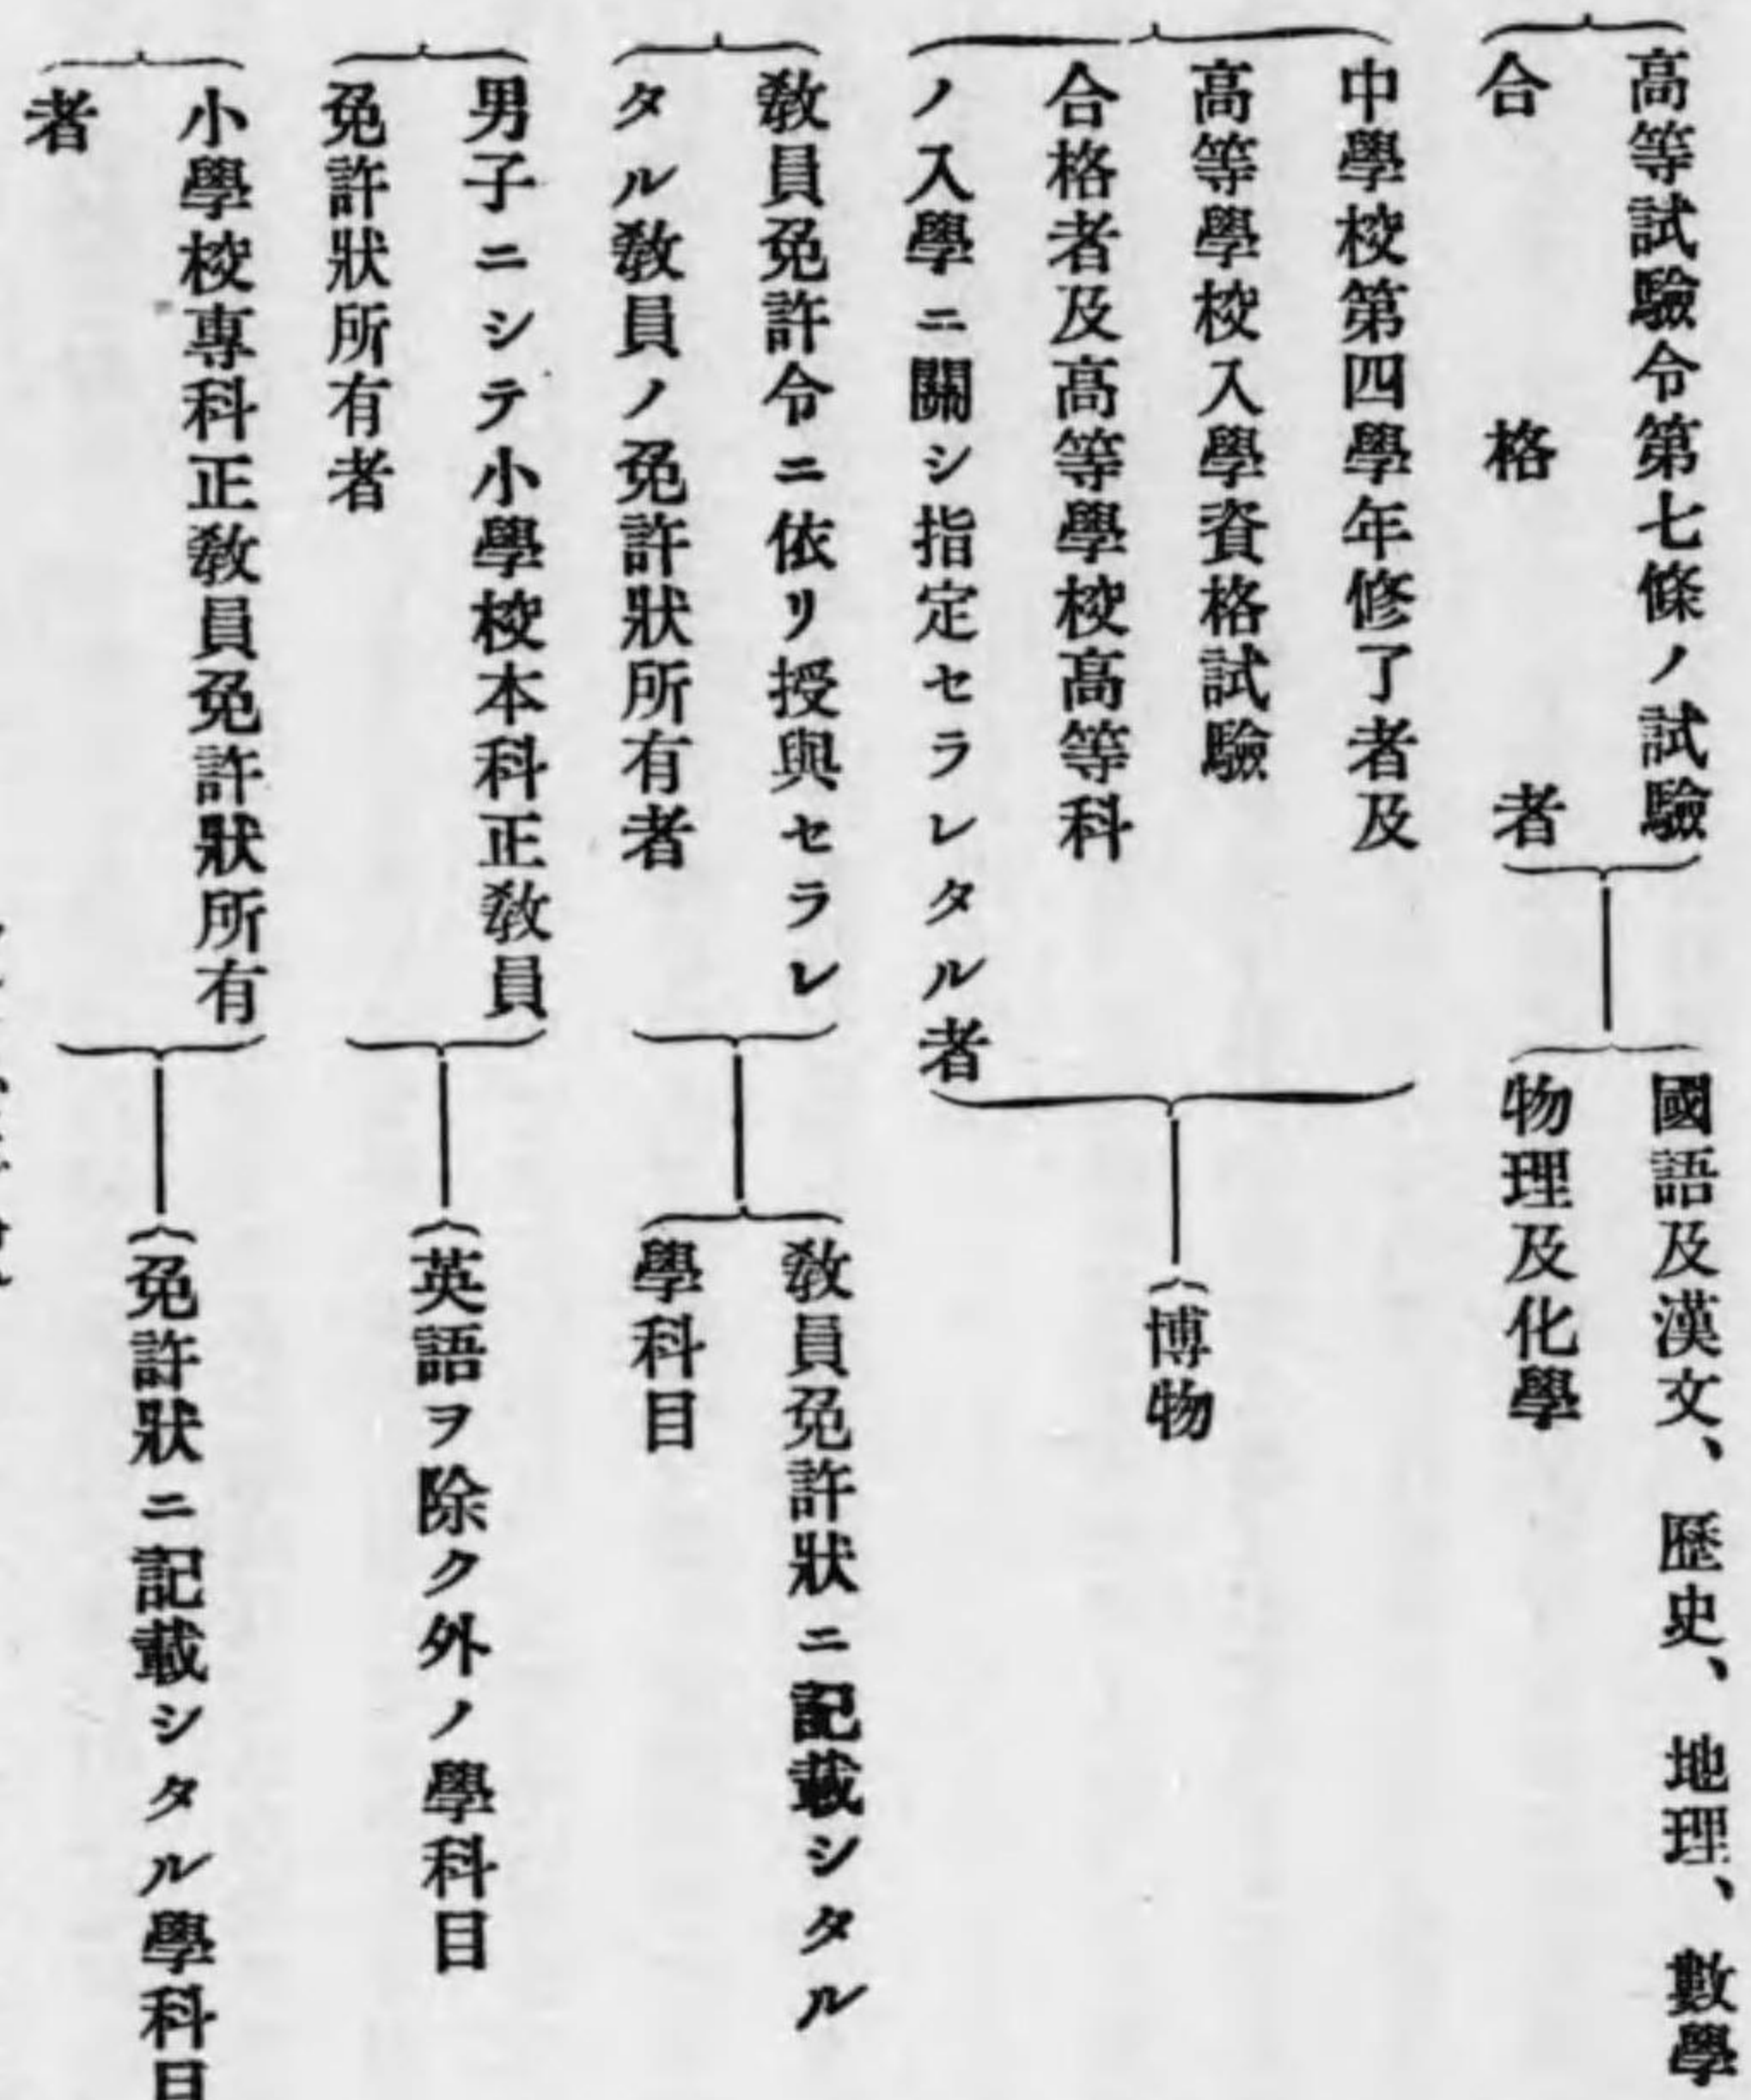 高等試驗令第七條ノ試驗
合格者
國語及漢文、歷史、地理、數學
物理及化學
中學校第四學年修了者及
高等學校入學資格試驗
合格者及高等學校高等科
ノ入學ニ關シ指定セラレタル者
博物
敎員免許令ニ依リ授與セラレ
タル敎員ノ免許狀所有者
敎員免許狀ニ記載シタル
學科目
男子ニシテ小學校本科正敎員
免許狀所有者
英語ヲ除ク外ノ學科目
小學校專科正敎員免許狀所有
者
免許狀ニ記載シタル學科目